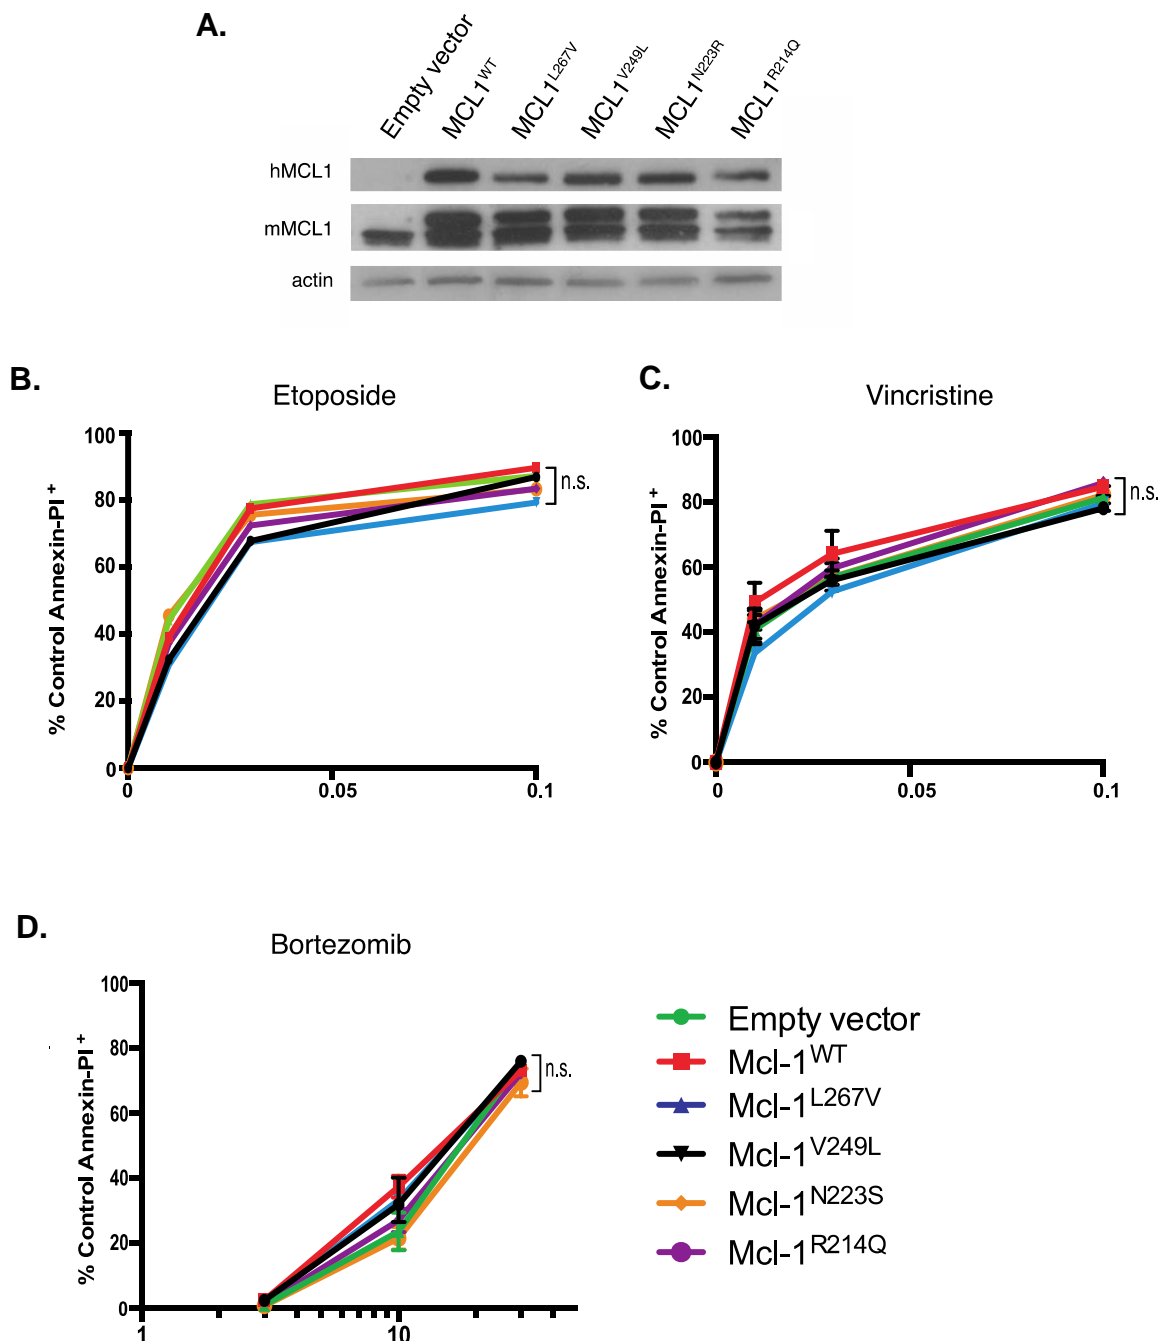 A.
Empty vector
MCL1WT
MCL1L267V
MCL1V249L
MCL1N223R
MCL1R214Q
hMCL1
mMCL1
actin
B.
Etoposide
% Control Annexin-PI+
100
80
60
40
20
0
0
0.05
0.1
n.s.
C.
Vincristine
% Control Annexin-PI+
100
80
60
40
20
0
0
0.05
0.1
n.s.
D.
Bortezomib
% Control Annexin-PI+
100
80
60
40
20
0
1
10
n.s.
Empty vector
Mcl-1WT
Mcl-1L267V
Mcl-1V249L
Mcl-1N223S
Mcl-1R214Q